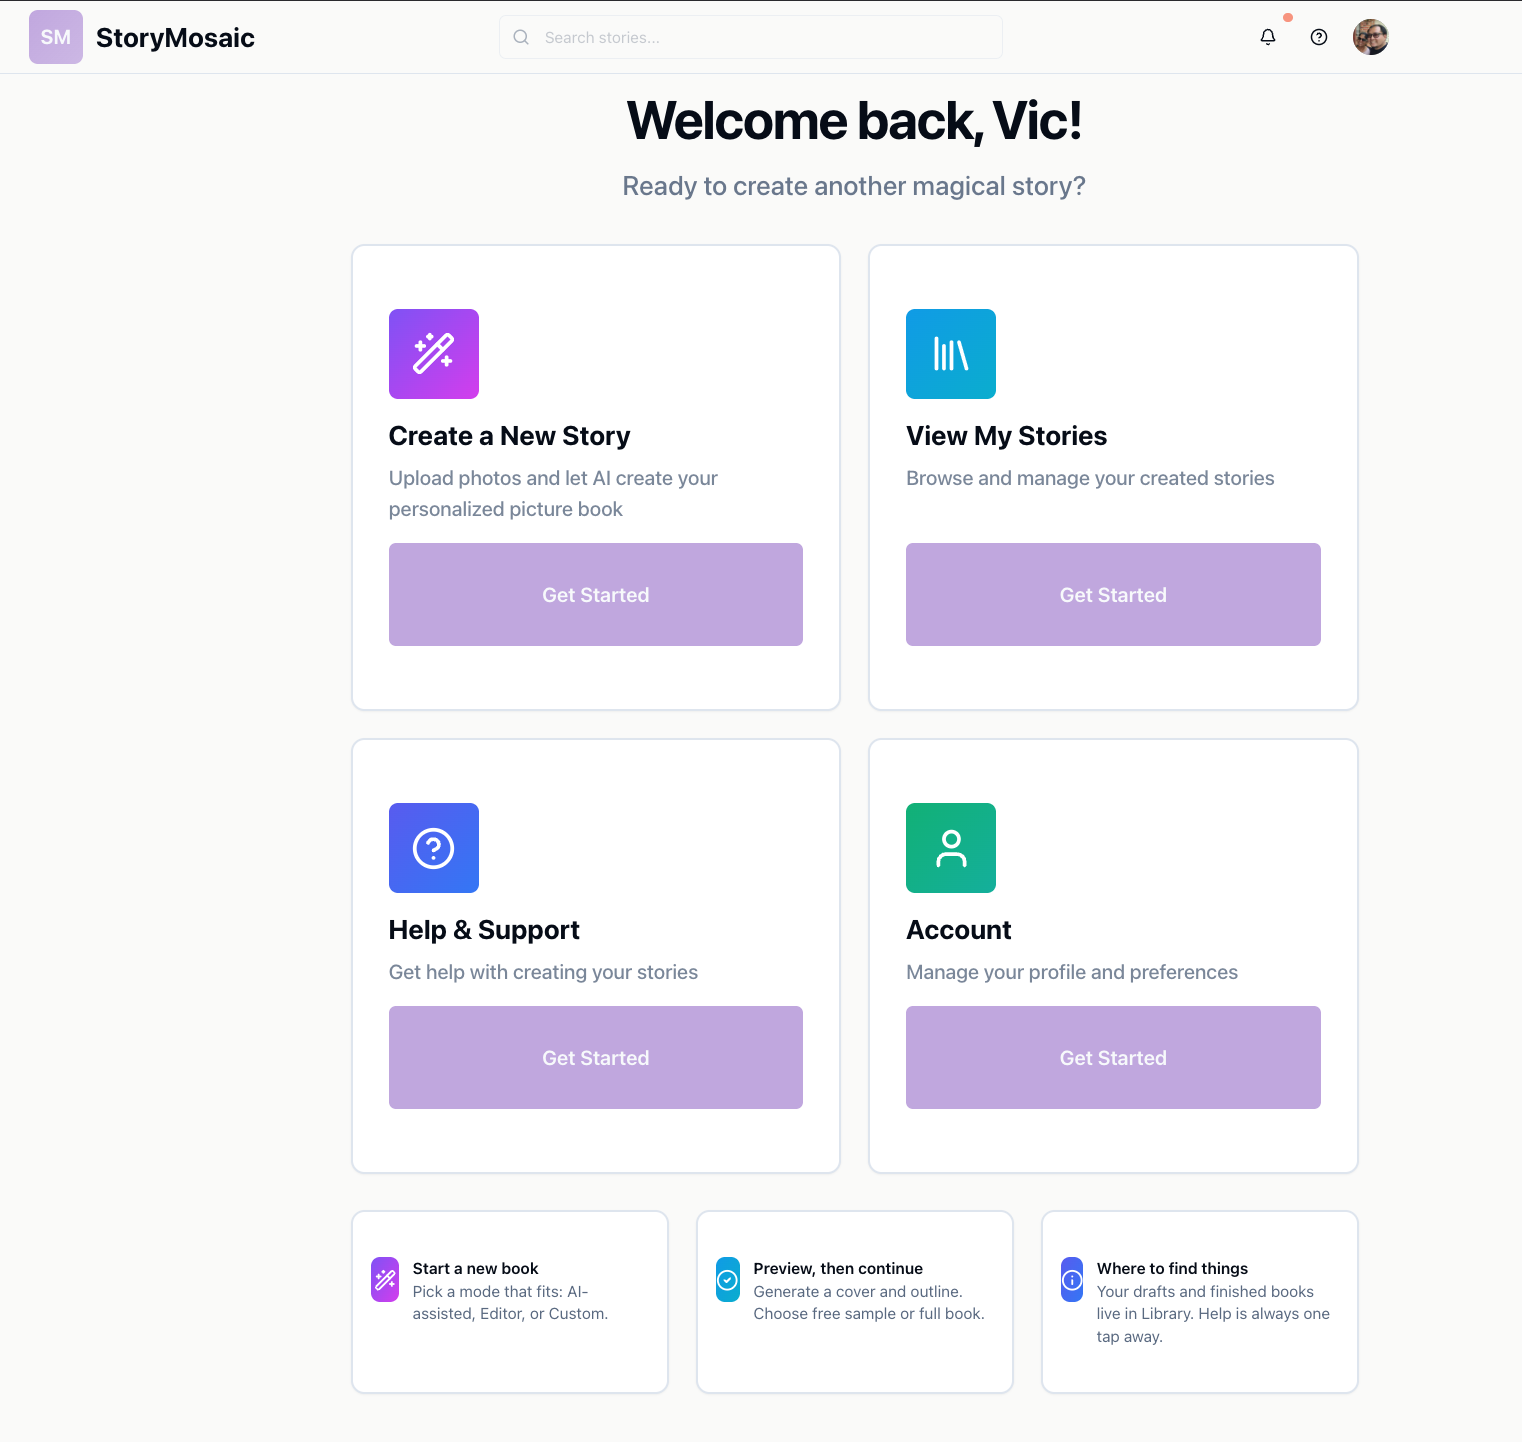 SM StoryMosaic
Search stories...
Welcome back, Vic!
Ready to create another magical story?
Create a New Story
Upload photos and let AI create your
personalized picture book
Get Started
View My Stories
Browse and manage your created stories
Get Started
Help & Support
Get help with creating your stories
Get Started
Account
Manage your profile and preferences
Get Started
Start a new book
Pick a mode that fits: AI-
assisted, Editor, or Custom.
Preview, then continue
Generate a cover and outline.
Choose free sample or full book.
Where to find things
Your drafts and finished books
live in Library. Help is always one
tap away.